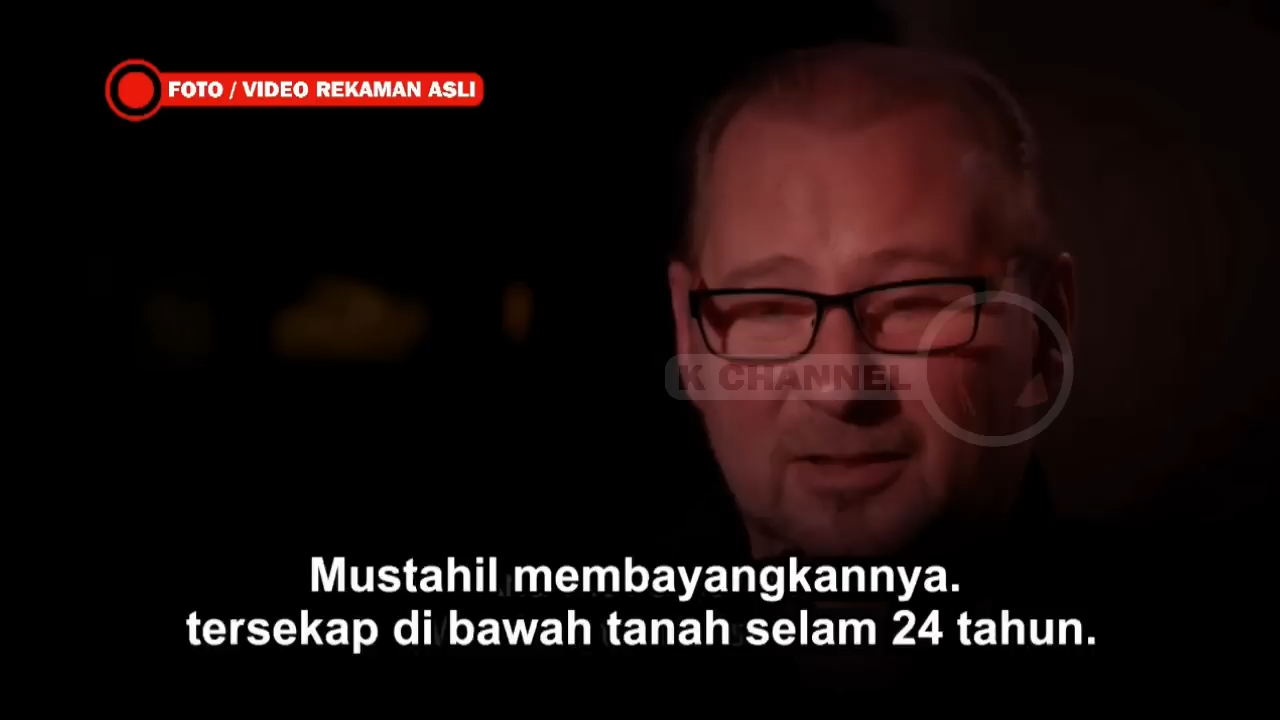 FOTO / VIDEO REKAMAN ASLI
K CHANNEL
Mustahil membayangkannya.
tersekap di bawah tanah selam 24 tahun.